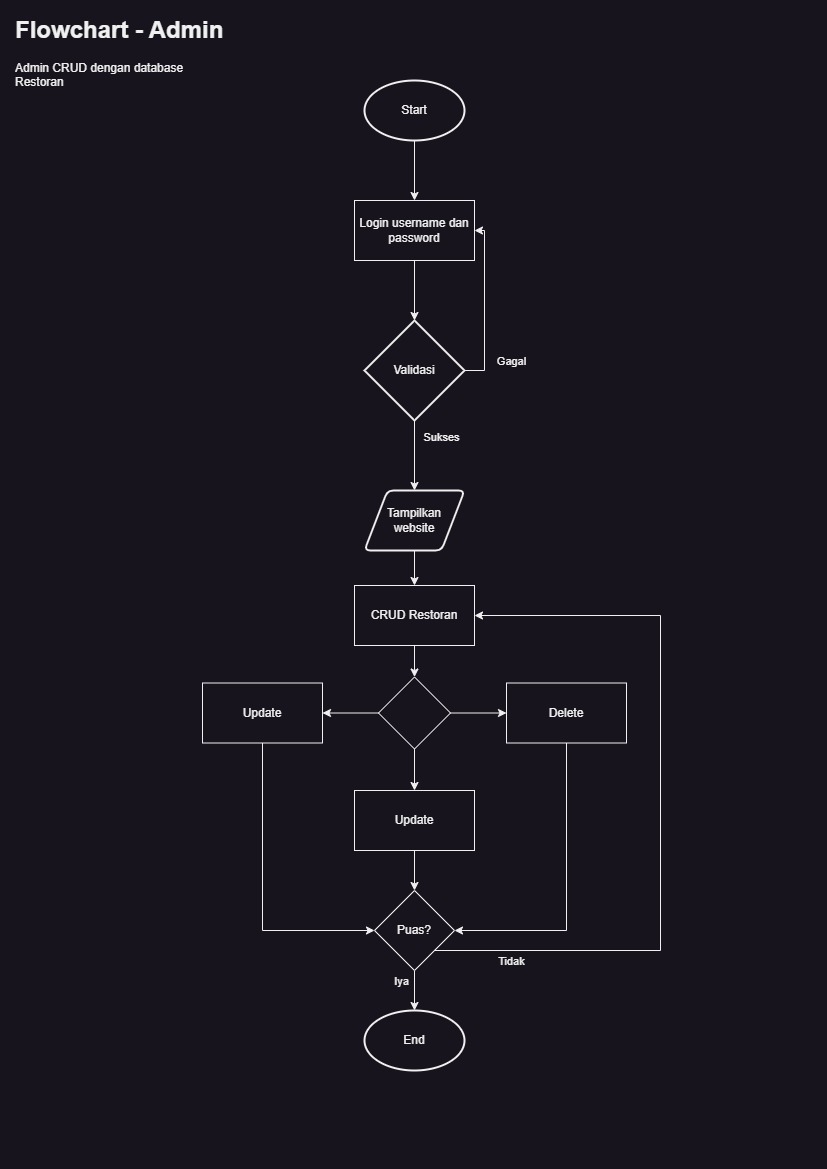 Flowchart - Admin
Admin CRUD dengan database
Restoran
Start
Login username dan
password
Validasi
Gagal
Sukses
Tampilkan
website
CRUD Restoran
Update
Delete
Update
Puas?
Tidak
Iya
End